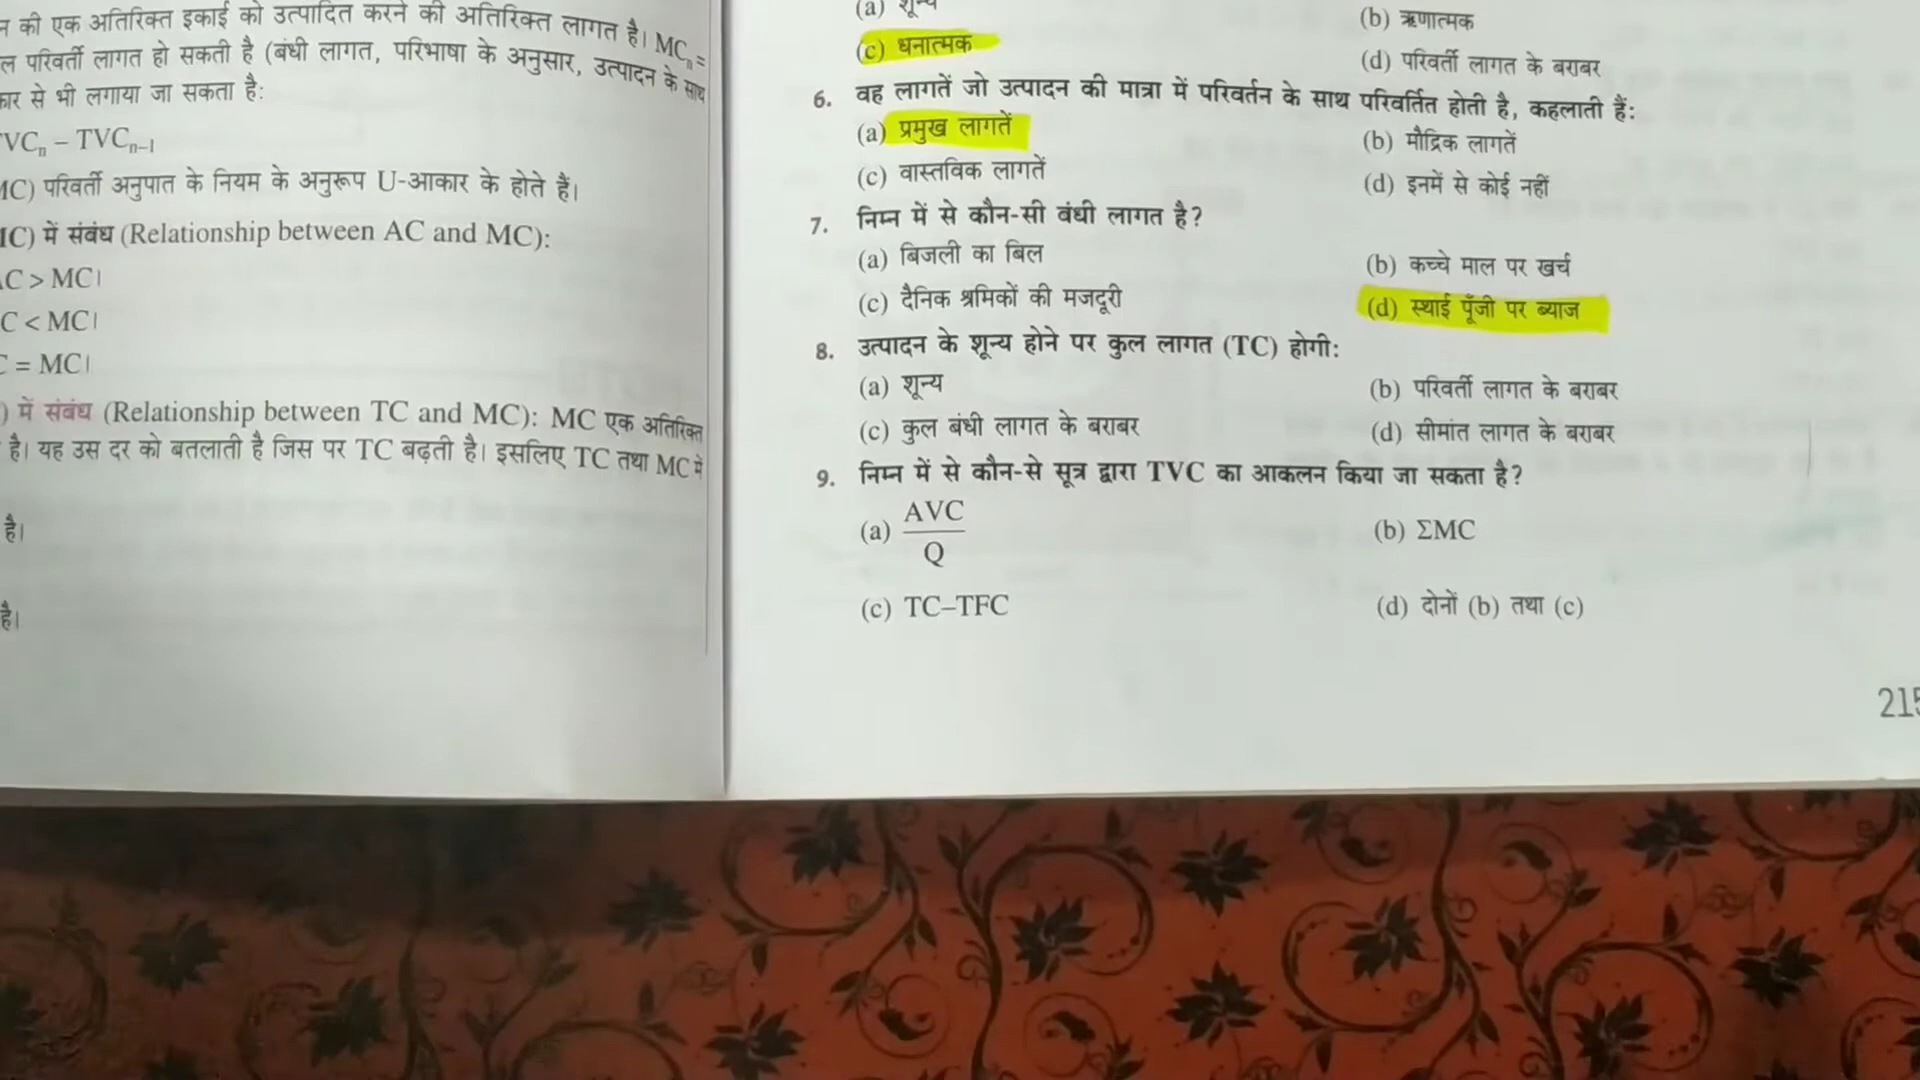 की एक अतिरिक्त इकाई को उत्पादित करने की अतिरिक्त लागत है। MCn =
परिवर्ती लागत हो सकती है (बंधी लागत, परिभाषा के अनुसार, उत्पादन के साथ
से भी लगाया जा सकता है:
VCn – TVCn–1
MC) परिवर्ती अनुपात के नियम के अनुरूप U-आकार के होते हैं।
MC) में संबंध (Relationship between AC and MC):
C > MC।
C < MC।
C = MC।
) में संबंध (Relationship between TC and MC): MC एक अतिरिक्त
है। यह उस दर को बतलाती है जिस पर TC बढ़ती है। इसलिए TC तथा MC में
है।
है।
(a) शून्य
(b) ऋणात्मक
(c) धनात्मक
(d) परिवर्ती लागत के बराबर
6. वह लागतें जो उत्पादन की मात्रा में परिवर्तन के साथ परिवर्तित होती है, कहलाती हैं:
(a) प्रमुख लागतें
(b) मौद्रिक लागतें
(c) वास्तविक लागतें
(d) इनमें से कोई नहीं
7. निम्न में से कौन-सी बंधी लागत है?
(a) बिजली का बिल
(b) कच्चे माल पर खर्च
(c) दैनिक श्रमिकों की मजदूरी
(d) स्थाई पूँजी पर ब्याज
8. उत्पादन के शून्य होने पर कुल लागत (TC) होगी:
(a) शून्य
(b) परिवर्ती लागत के बराबर
(c) कुल बंधी लागत के बराबर
(d) सीमांत लागत के बराबर
9. निम्न में से कौन-से सूत्र द्वारा TVC का आकलन किया जा सकता है?
(a) AVC
Q
(b) ΣMC
(c) TC–TFC
(d) दोनों (b) तथा (c)
215